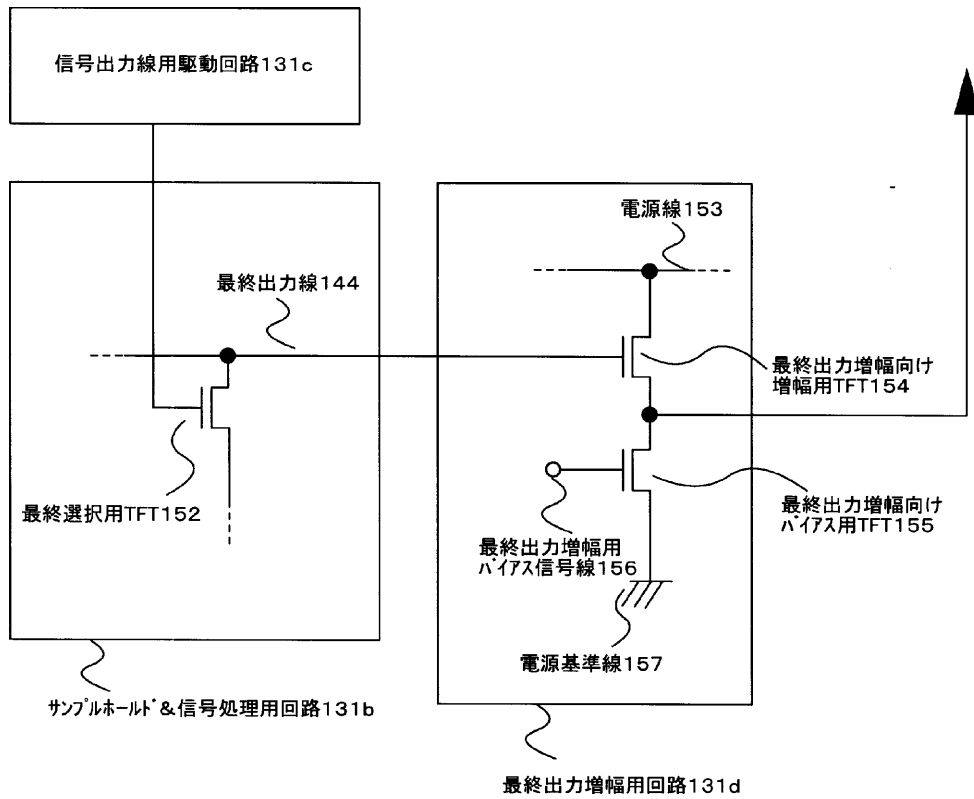 信号出力線用駆動回路131c
電源線153
最終出力線144
最終出力増幅向け
増幅用TFT154
最終選択用TFT152
最終出力増幅向け
ﾊﾞｲｱｽ用TFT155
最終出力増幅用
ﾊﾞｲｱｽ信号線156
電源基準線157
ｻﾝﾌﾟﾙﾎｰﾙﾄﾞ&信号処理用回路131b
最終出力増幅用回路131d